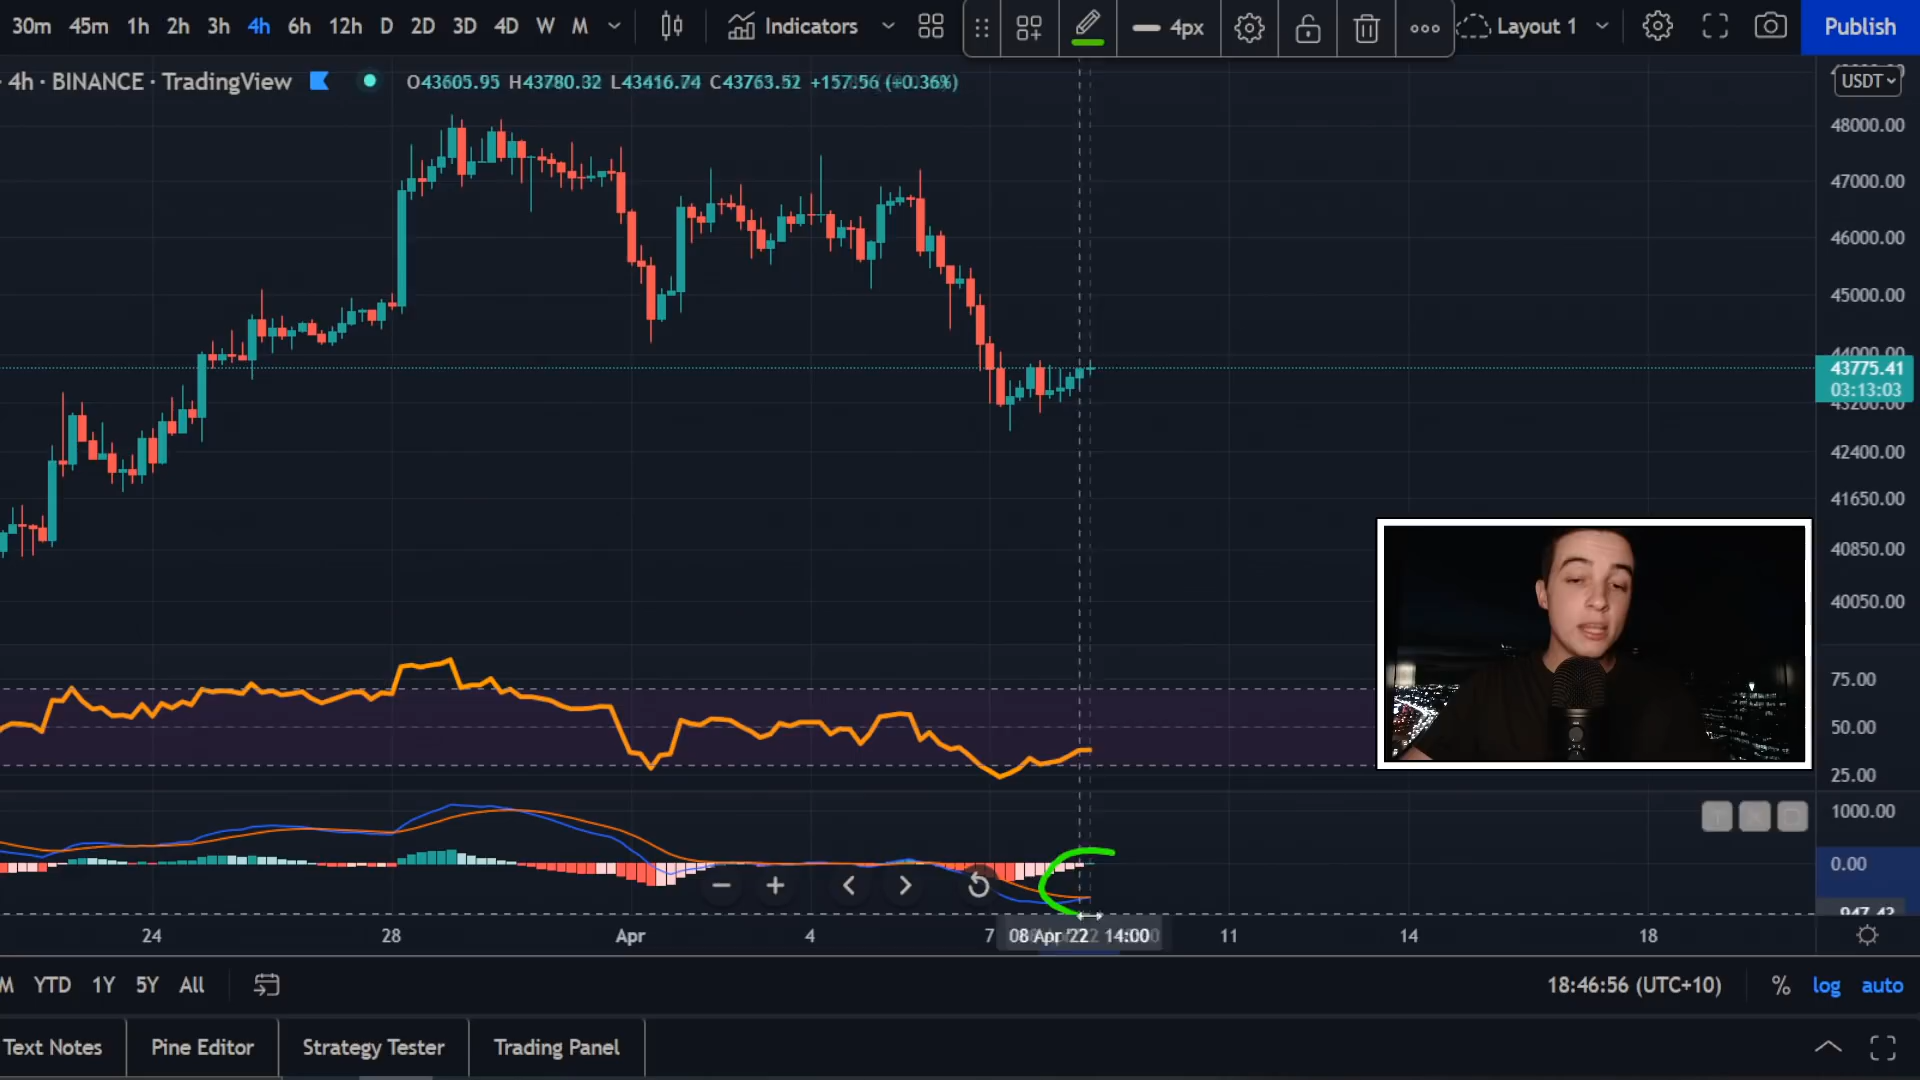 30m 45m 1h 2h 3h 4h 6h 12h D 2D 3D 4D W M Indicators 4px Layout 1 Publish
4h · BINANCE · TradingView O43605.95 H43780.32 L43416.74 C43763.52 +157.56 (+0.36%)
USDT
48000.00
47000.00
46000.00
45000.00
44000.00
43775.41
03:13:03
43200.00
42400.00
41650.00
40850.00
40050.00
75.00
50.00
25.00
1000.00
0.00
24 28 Apr 4 7 08 Apr 22 14:00 11 14 18
M YTD 1Y 5Y All 18:46:56 (UTC+10) % log auto
Text Notes Pine Editor Strategy Tester Trading Panel